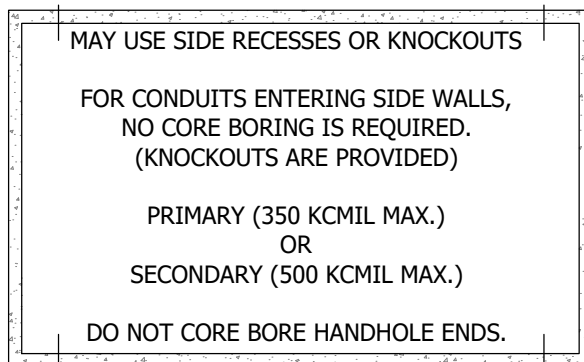 MAY USE SIDE RECESSES OR KNOCKOUTS
FOR CONDUITS ENTERING SIDE WALLS,
NO CORE BORING IS REQUIRED.
(KNOCKOUTS ARE PROVIDED)
PRIMARY (350 KCMIL MAX.)
OR
SECONDARY (500 KCMIL MAX.)
DO NOT CORE BORE HANDHOLE ENDS.